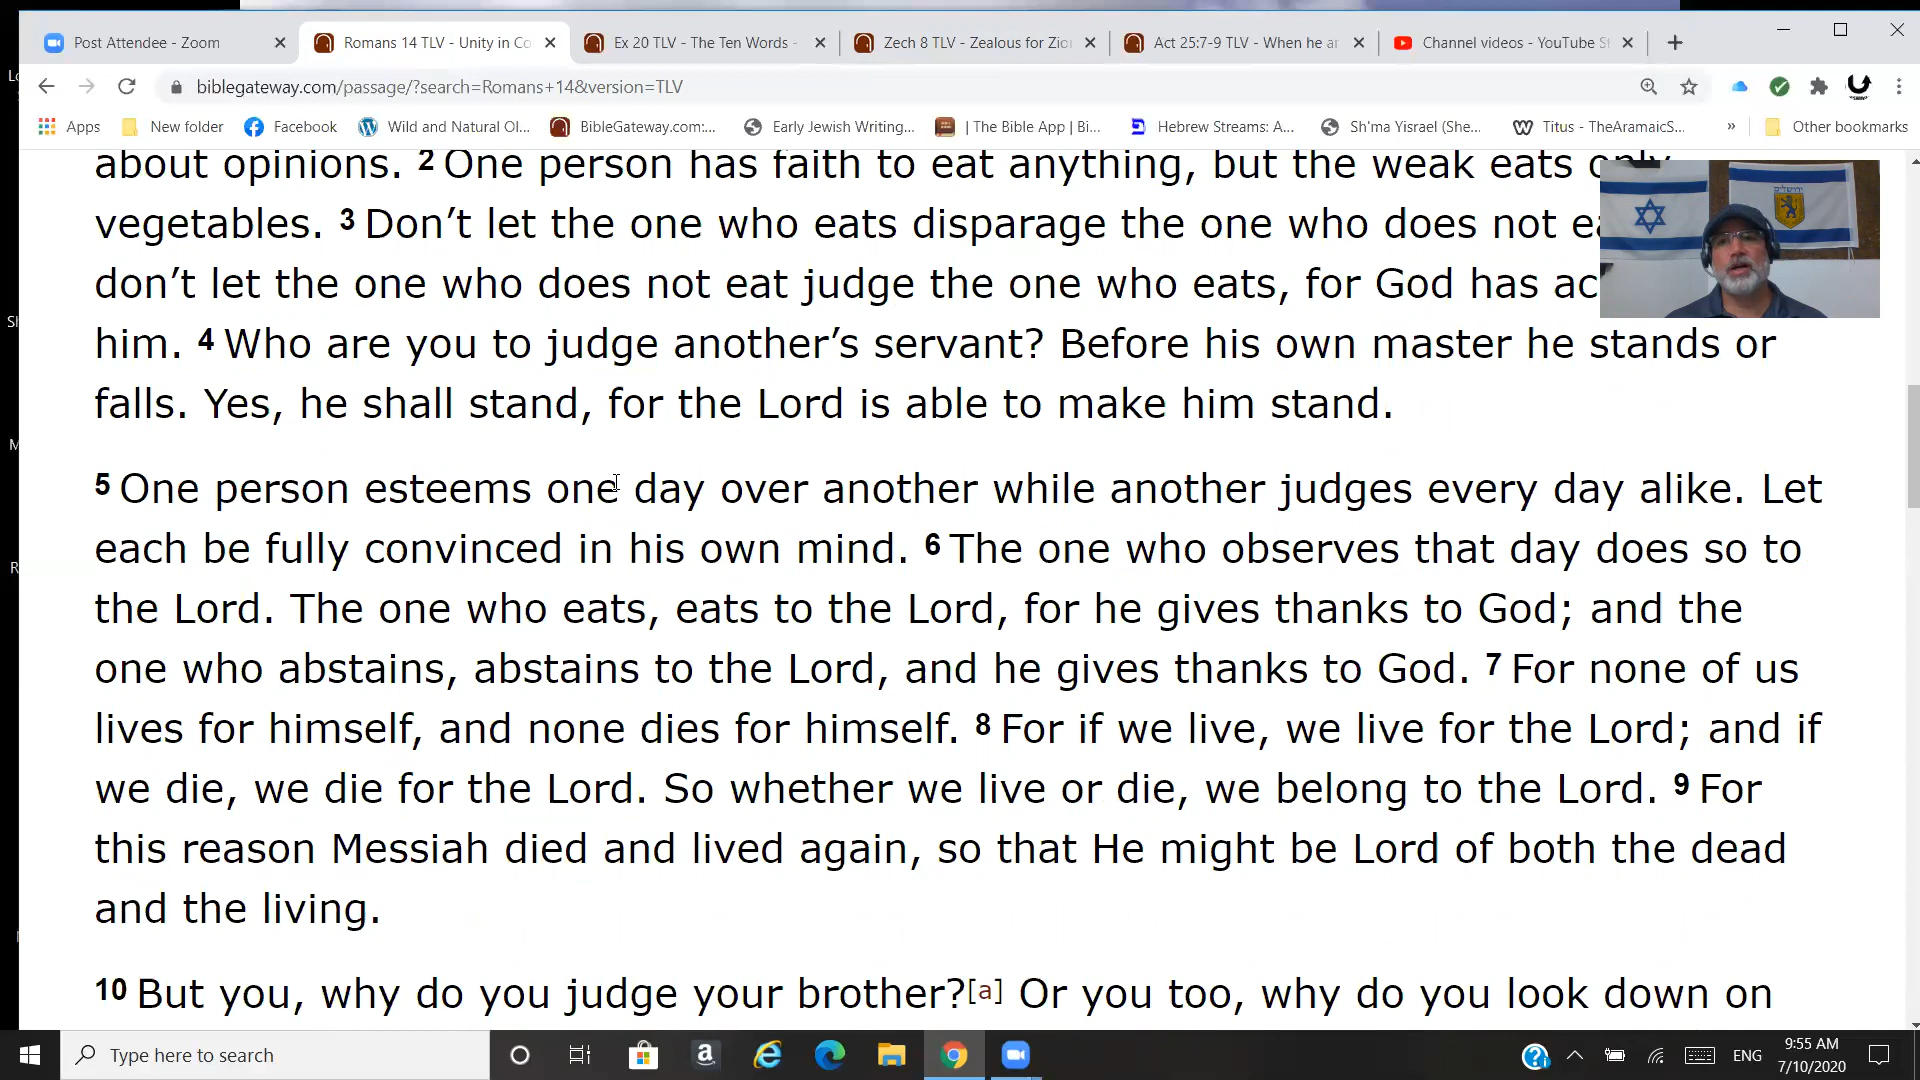 Post Attendee - Zoom
Romans 14 TLV - Unity in Co
Ex 20 TLV - The Ten Words -
Zech 8 TLV - Zealous for Zio
Act 25:7-9 TLV - When he ar
Channel videos - YouTube St
biblegateway.com/passage/?search=Romans+14&version=TLV
Apps
New folder
Facebook
Wild and Natural Ol...
BibleGateway.com:...
Early Jewish Writing...
| The Bible App | Bi...
Hebrew Streams: A...
Sh'ma Yisrael (She...
Titus - TheAramaicS...
»
Other bookmarks
about opinions. 2 One person has faith to eat anything, but the weak eats only
vegetables. 3 Don’t let the one who eats disparage the one who does not ea
don’t let the one who does not eat judge the one who eats, for God has ac
him. 4 Who are you to judge another’s servant? Before his own master he stands or
falls. Yes, he shall stand, for the Lord is able to make him stand.
5 One person esteems one day over another while another judges every day alike. Let
each be fully convinced in his own mind. 6 The one who observes that day does so to
the Lord. The one who eats, eats to the Lord, for he gives thanks to God; and the
one who abstains, abstains to the Lord, and he gives thanks to God. 7 For none of us
lives for himself, and none dies for himself. 8 For if we live, we live for the Lord; and if
we die, we die for the Lord. So whether we live or die, we belong to the Lord. 9 For
this reason Messiah died and lived again, so that He might be Lord of both the dead
and the living.
10 But you, why do you judge your brother?[a] Or you too, why do you look down on
Type here to search
ENG
9:55 AM
7/10/2020